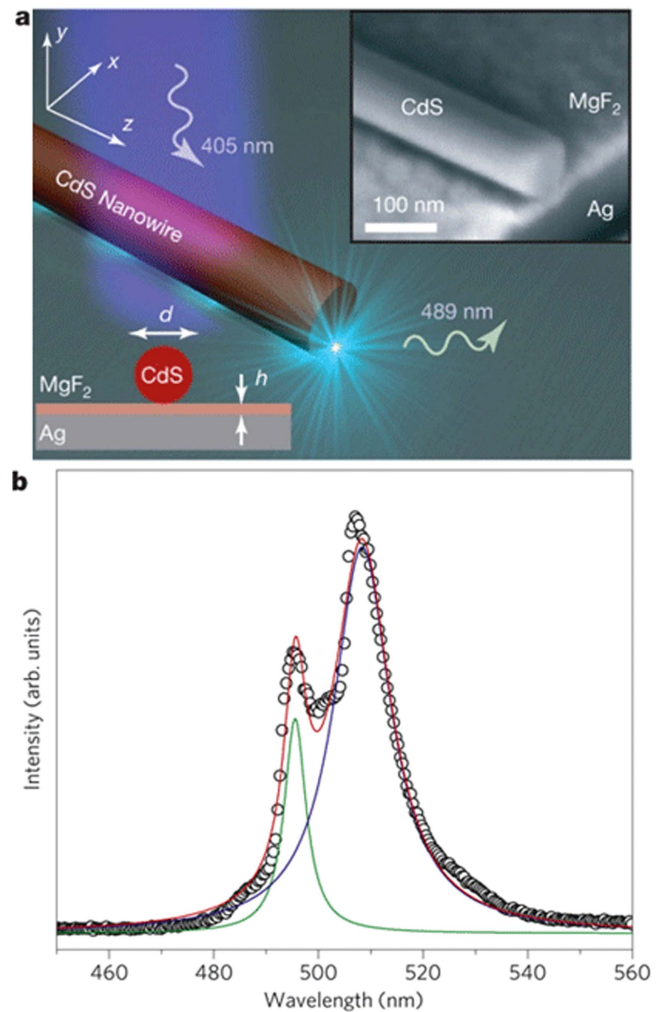 a
y
x
z
405 nm
CdS Nanowire
CdS
MgF2
Ag
100 nm
489 nm
d
CdS
h
MgF2
Ag
b
Intensity (arb. units)
460 480 500 520 540 560
Wavelength (nm)